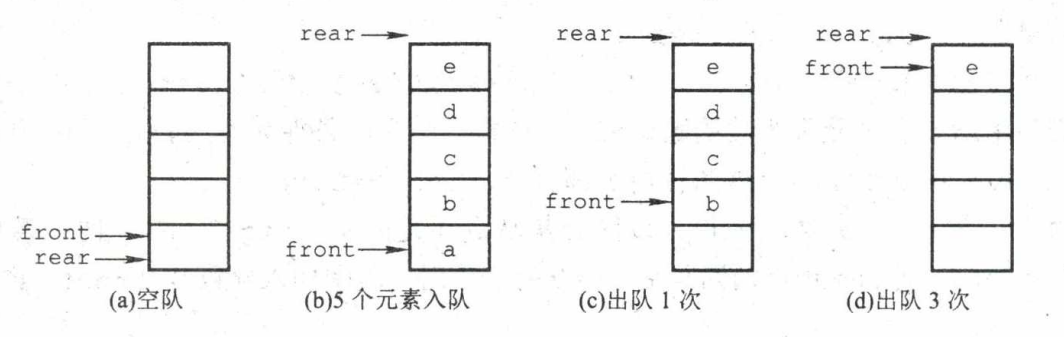 front
rear
(a)空队
rear
e
d
c
b
front
a
(b)5 个元素入队
rear
e
d
c
front
b
(c)出队 1 次
rear
front
e
(d)出队 3 次